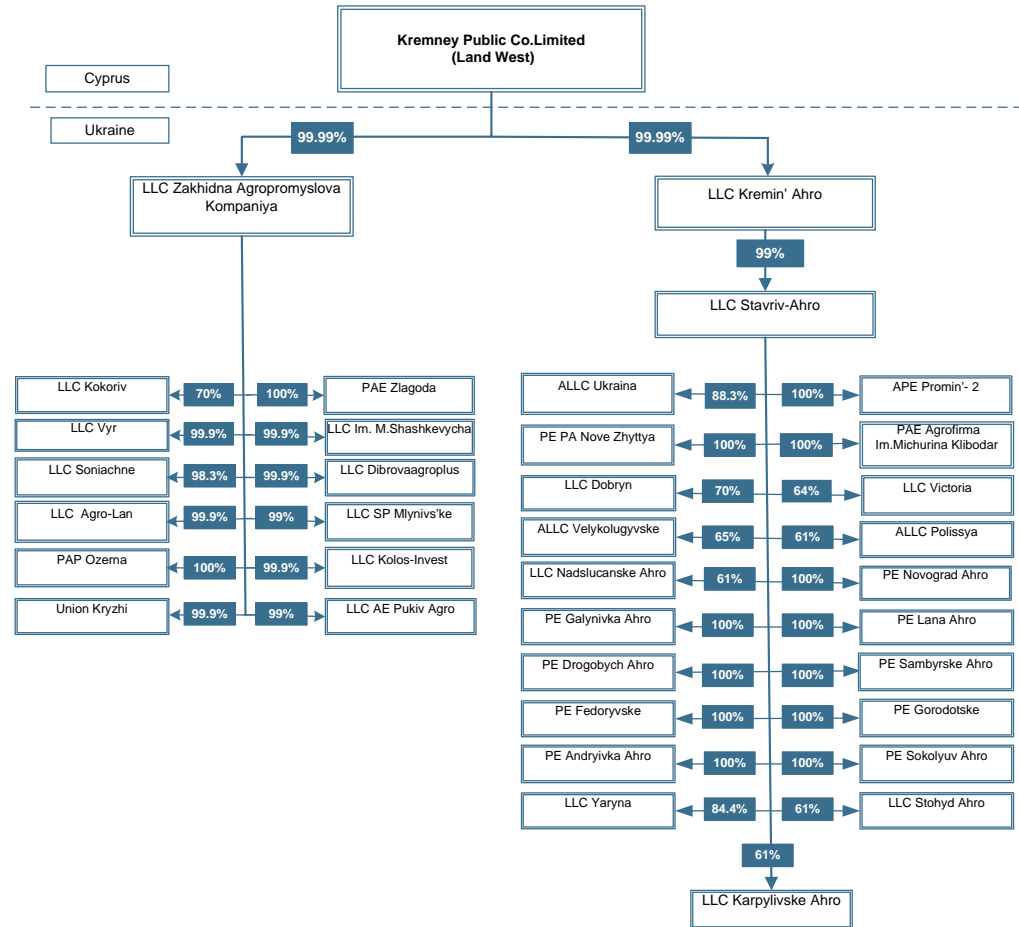 Kremney Public Co.Limited
(Land West)
Cyprus
Ukraine
99.99%
99.99%
LLC Zakhidna Agropromyslova
Kompaniya
LLC Kremin' Ahro
99%
LLC Stavriv-Ahro
LLC Kokoriv
70%
100%
PAE Zlagoda
LLC Vyr
99.9%
99.9%
LLC Im. M.Shashkevycha
LLC Soniachne
98.3%
99.9%
LLC Dibrovaagroplus
LLC Agro-Lan
99.9%
99%
LLC SP Mlynivs'ke
PAP Ozerna
100%
99.9%
LLC Kolos-Invest
Union Kryzhi
99.9%
99%
LLC AE Pukiv Agro
ALLC Ukraina
88.3%
100%
APE Promin'- 2
PE PA Nove Zhyttya
100%
100%
PAE Agrofirma
Im.Michurina Klibodar
LLC Dobryn
70%
64%
LLC Victoria
ALLC Velykolugyvske
65%
61%
ALLC Polissya
LLC Nadslucanske Ahro
61%
100%
PE Novograd Ahro
PE Galynivka Ahro
100%
100%
PE Lana Ahro
PE Drogobych Ahro
100%
100%
PE Sambyrske Ahro
PE Fedoryvske
100%
100%
PE Gorodotske
PE Andryivka Ahro
100%
100%
PE Sokolyuv Ahro
LLC Yaryna
84.4%
61%
LLC Stohyd Ahro
61%
LLC Karpylivske Ahro